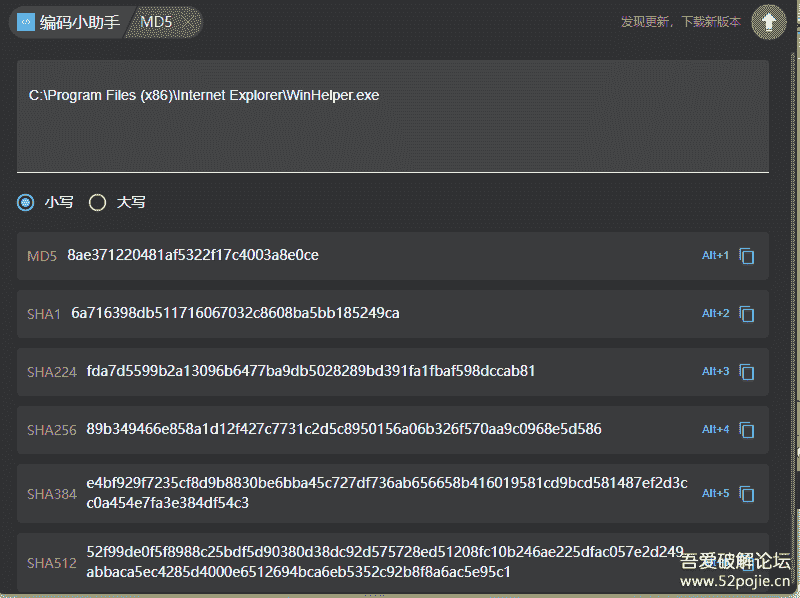 编码小助手 MD5 发现更新，下载新版本
C:\Program Files (x86)\Internet Explorer\WinHelper.exe
小写 大写
MD5 8ae371220481af5322f17c4003a8e0ce Alt+1
SHA1 6a716398db511716067032c8608ba5bb185249ca Alt+2
SHA224 fda7d5599b2a13096b6477ba9db5028289bd391fa1fbaf598dccab81 Alt+3
SHA256 89b349466e858a1d12f427c7731c2d5c8950156a06b326f570aa9c0968e5d586 Alt+4
SHA384 e4bf929f7235cf8d9b8830be6bba45c727df736ab656658b416019581cd9bcd581487ef2d3c Alt+5
c0a454e7fa3e384df54c3
SHA512 52f99de0f5f8988c25bdf5d90380d38dc92d575728ed51208fc10b246ae225dfac057e2d249
abbaca5ec4285d4000e6512694bca6eb5352c92b8f8a6ac5e95c1
吾爱破解论坛
www.52pojie.cn